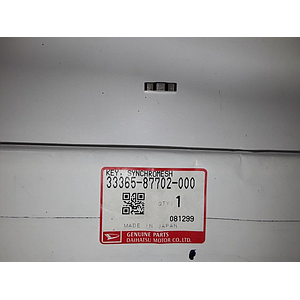 KEY, SYNCHROMESH
33365-87702-000
QTY
1
081299
MADE IN JAPAN
GENUINE PARTS
DAIHATSU MOTOR CO.,LTD.